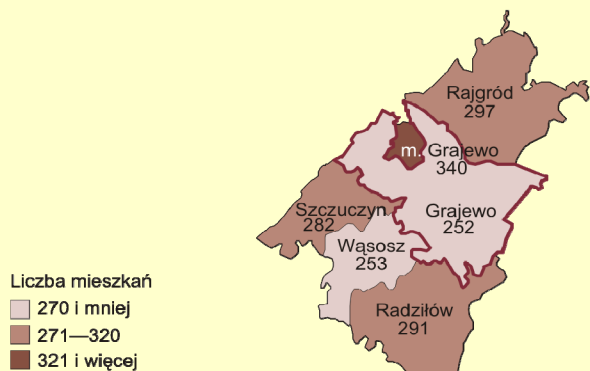 Rajgród
297
m. Grajewo
340
Szczuczyn
282
Grajewo
252
Wąsosz
253
Radziłów
291
Liczba mieszkań
270 i mniej
271—320
321 i więcej